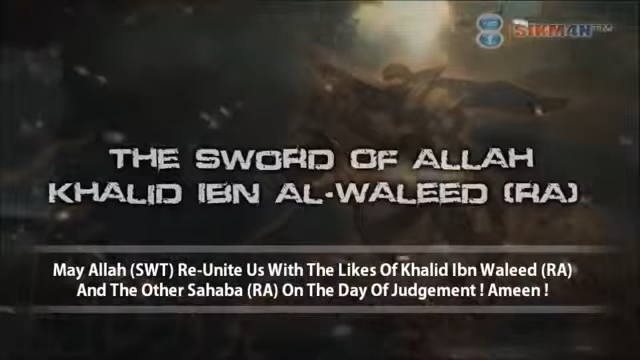 SIKM4N™
THE SWORD OF ALLAH
KHALID IBN AL-WALEED (RA)
May Allah (SWT) Re-Unite Us With The Likes Of Khalid Ibn Waleed (RA)
And The Other Sahaba (RA) On The Day Of Judgement ! Ameen !